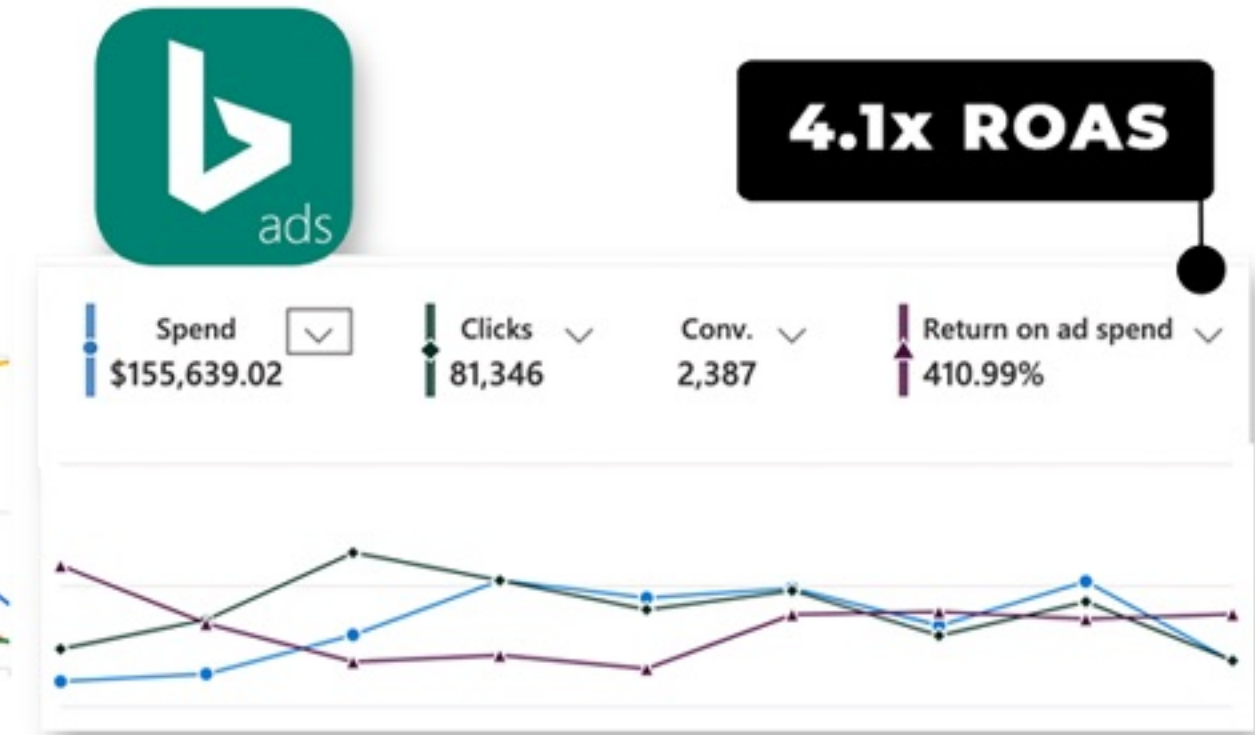 ads
4.1x ROAS
Spend Clicks Conv. Return on ad spend
$155,639.02 81,346 2,387 410.99%